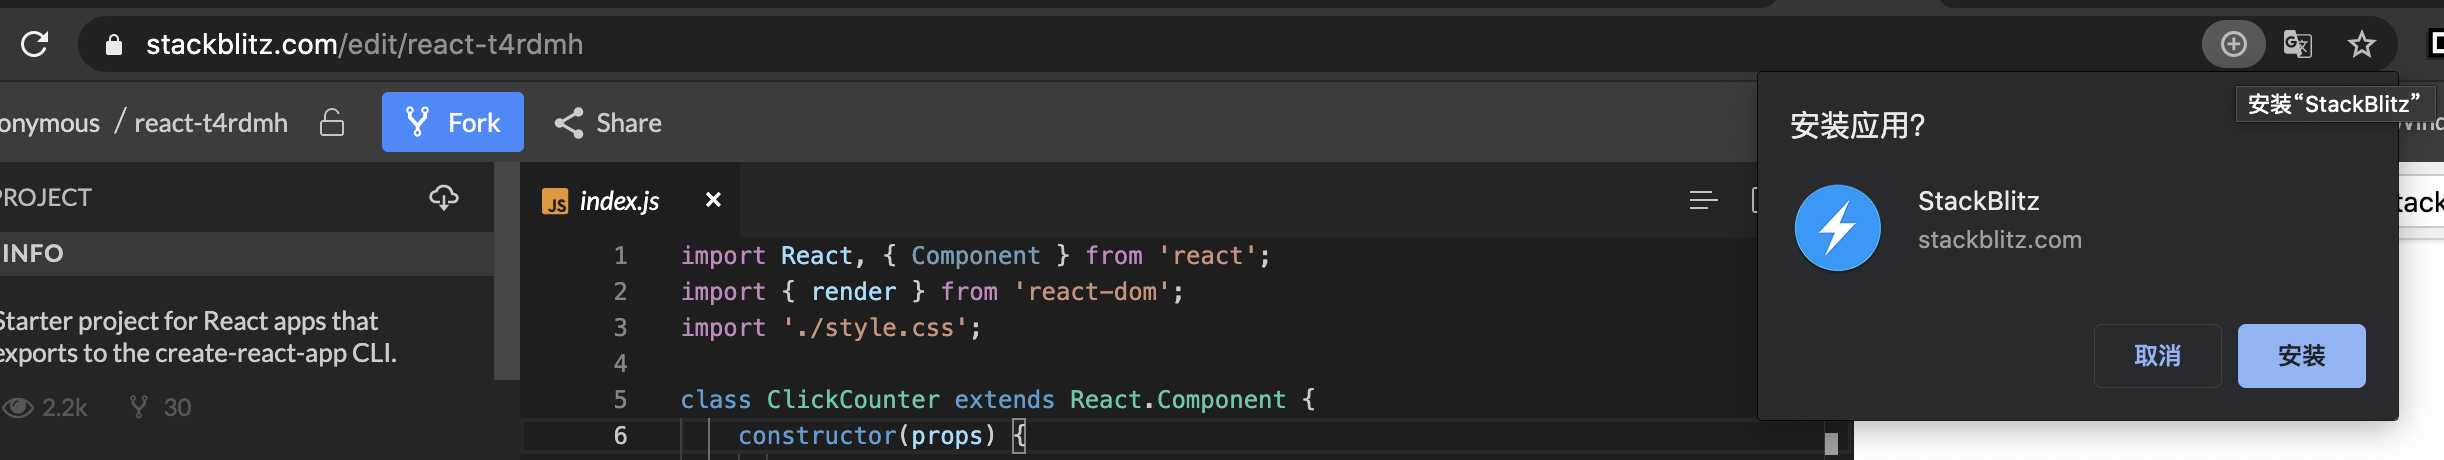 stackblitz.com/edit/react-t4rdmh
onymous / react-t4rdmh
Fork
Share
安装“StackBlitz”
安装应用?
StackBlitz
stackblitz.com
取消
安装
PROJECT
INFO
Starter project for React apps that
exports to the create-react-app CLI.
2.2k
30
JS index.js
1 import React, { Component } from 'react';
2 import { render } from 'react-dom';
3 import './style.css';
4
5 class ClickCounter extends React.Component {
6 constructor(props) {
tack